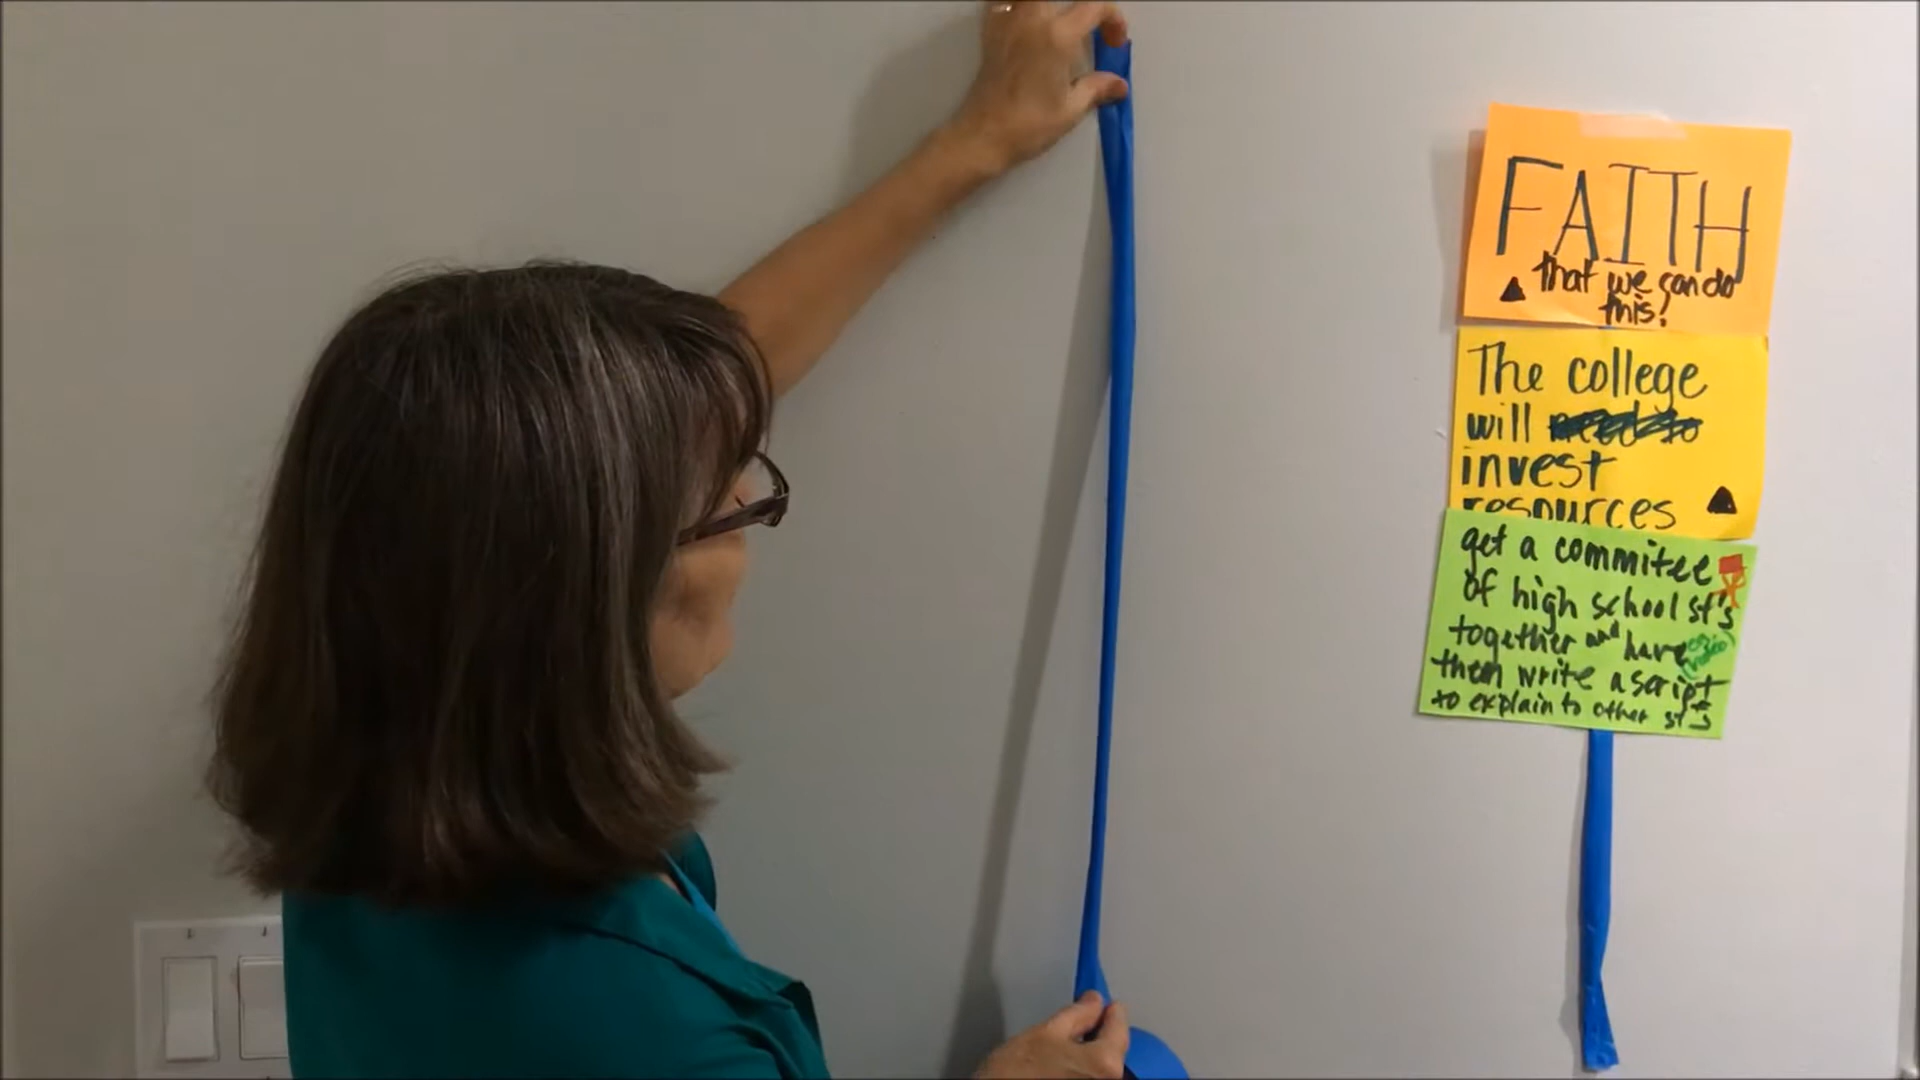 FAITH
that we can do
this!
The college
will
invest
resources
get a commitee
of high school st's
together and have
them write a script
to explain to other st's